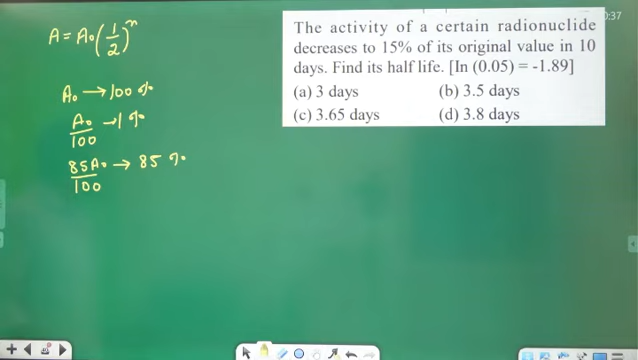 A = A₀(1/2)ⁿ
A₀ → 100 %
A₀/100 → 1 %
85A₀/100 → 85 %
:37
The activity of a certain radionuclide
decreases to 15% of its original value in 10
days. Find its half life. [In (0.05) = -1.89]
(a) 3 days (b) 3.5 days
(c) 3.65 days (d) 3.8 days